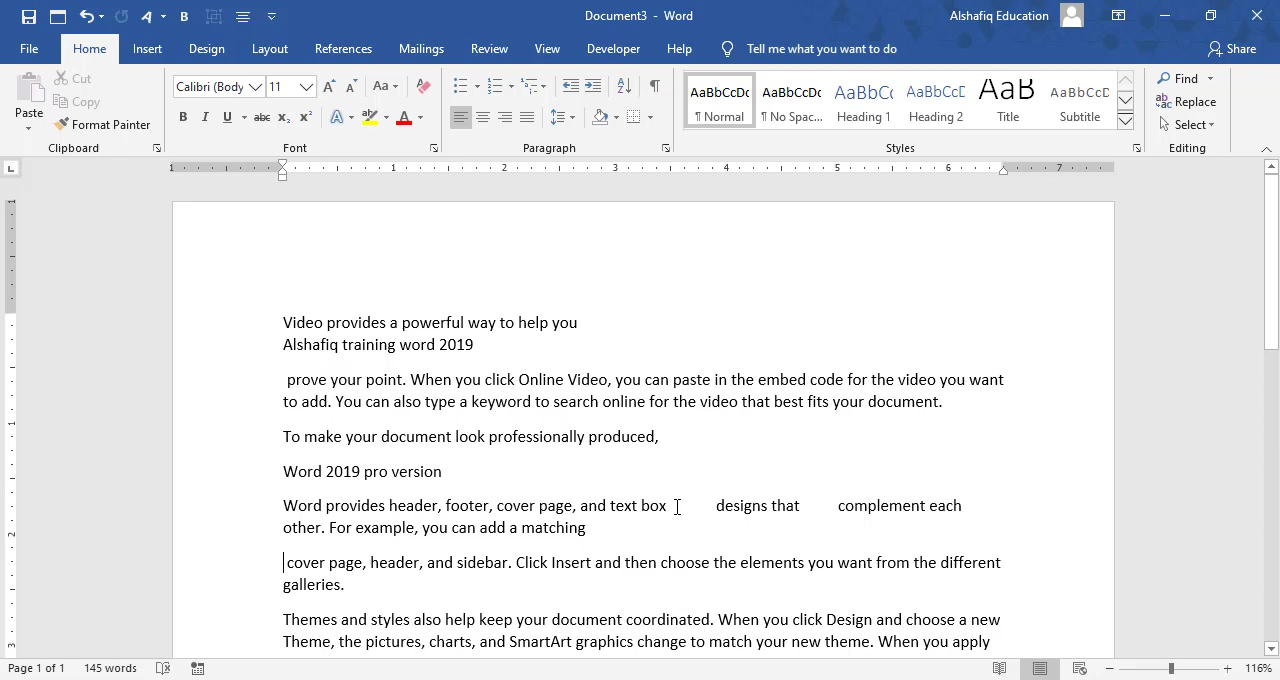 Document3 - Word
Alshafiq Education
File Home Insert Design Layout References Mailings Review View Developer Help Tell me what you want to do Share
Paste
Cut
Copy
Format Painter
Clipboard
Calibri (Body 11
Font
Paragraph
AaBbCcDc AaBbCcDc AaBbCc AaBbCcD AaB AaBbCcD
¶ Normal ¶ No Spac... Heading 1 Heading 2 Title Subtitle
Styles
Find
Replace
Select
Editing
1 1 2 3 4 5 6 7
Video provides a powerful way to help you
Alshafiq training word 2019
prove your point. When you click Online Video, you can paste in the embed code for the video you want
to add. You can also type a keyword to search online for the video that best fits your document.
To make your document look professionally produced,
Word 2019 pro version
Word provides header, footer, cover page, and text box designs that complement each
other. For example, you can add a matching
cover page, header, and sidebar. Click Insert and then choose the elements you want from the different
galleries.
Themes and styles also help keep your document coordinated. When you click Design and choose a new
Theme, the pictures, charts, and SmartArt graphics change to match your new theme. When you apply
Page 1 of 1 145 words 116%